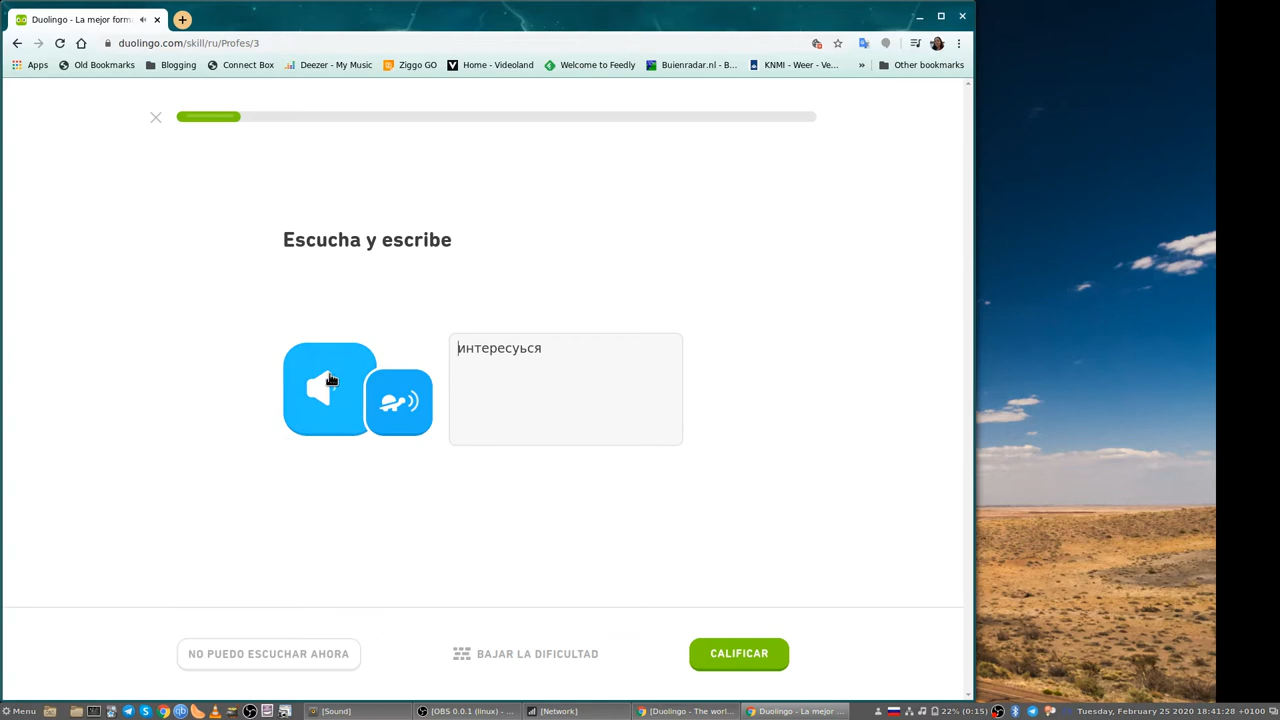 Duolingo - La mejor form
duolingo.com/skill/ru/Profes/3
Apps Old Bookmarks Blogging Connect Box Deezer - My Music Ziggo GO Home - Videoland Welcome to Feedly Buienradar.nl - B... KNMI - Weer - Ve... » Other bookmarks
Escucha y escribe
интересуься
NO PUEDO ESCUCHAR AHORA BAJAR LA DIFICULTAD CALIFICAR
Menu [Sound] [OBS 0.0.1 (linux) - ... [Network] [Duolingo - The worl... Duolingo - La mejor ... 22% (0:15) Tuesday, February 25 2020 18:41:28 +0100